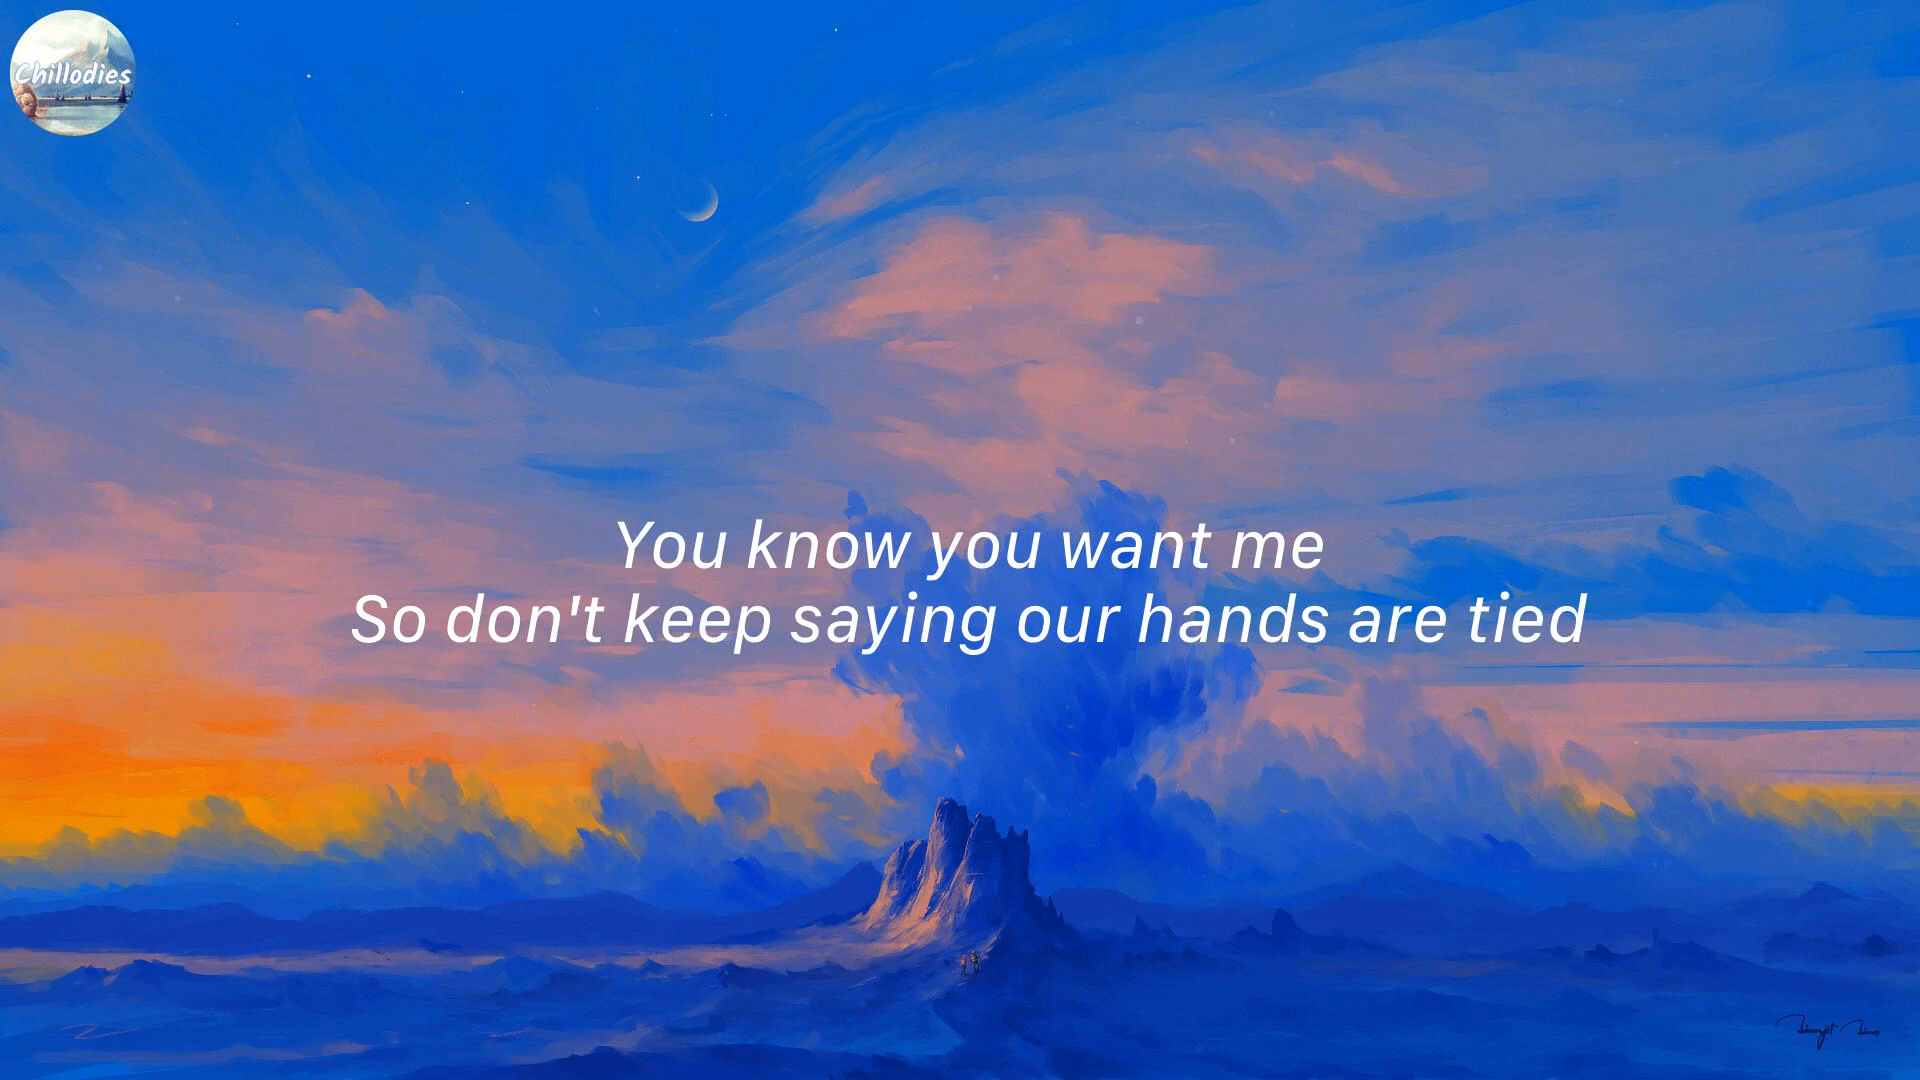 Chillodies
You know you want me
So don't keep saying our hands are tied